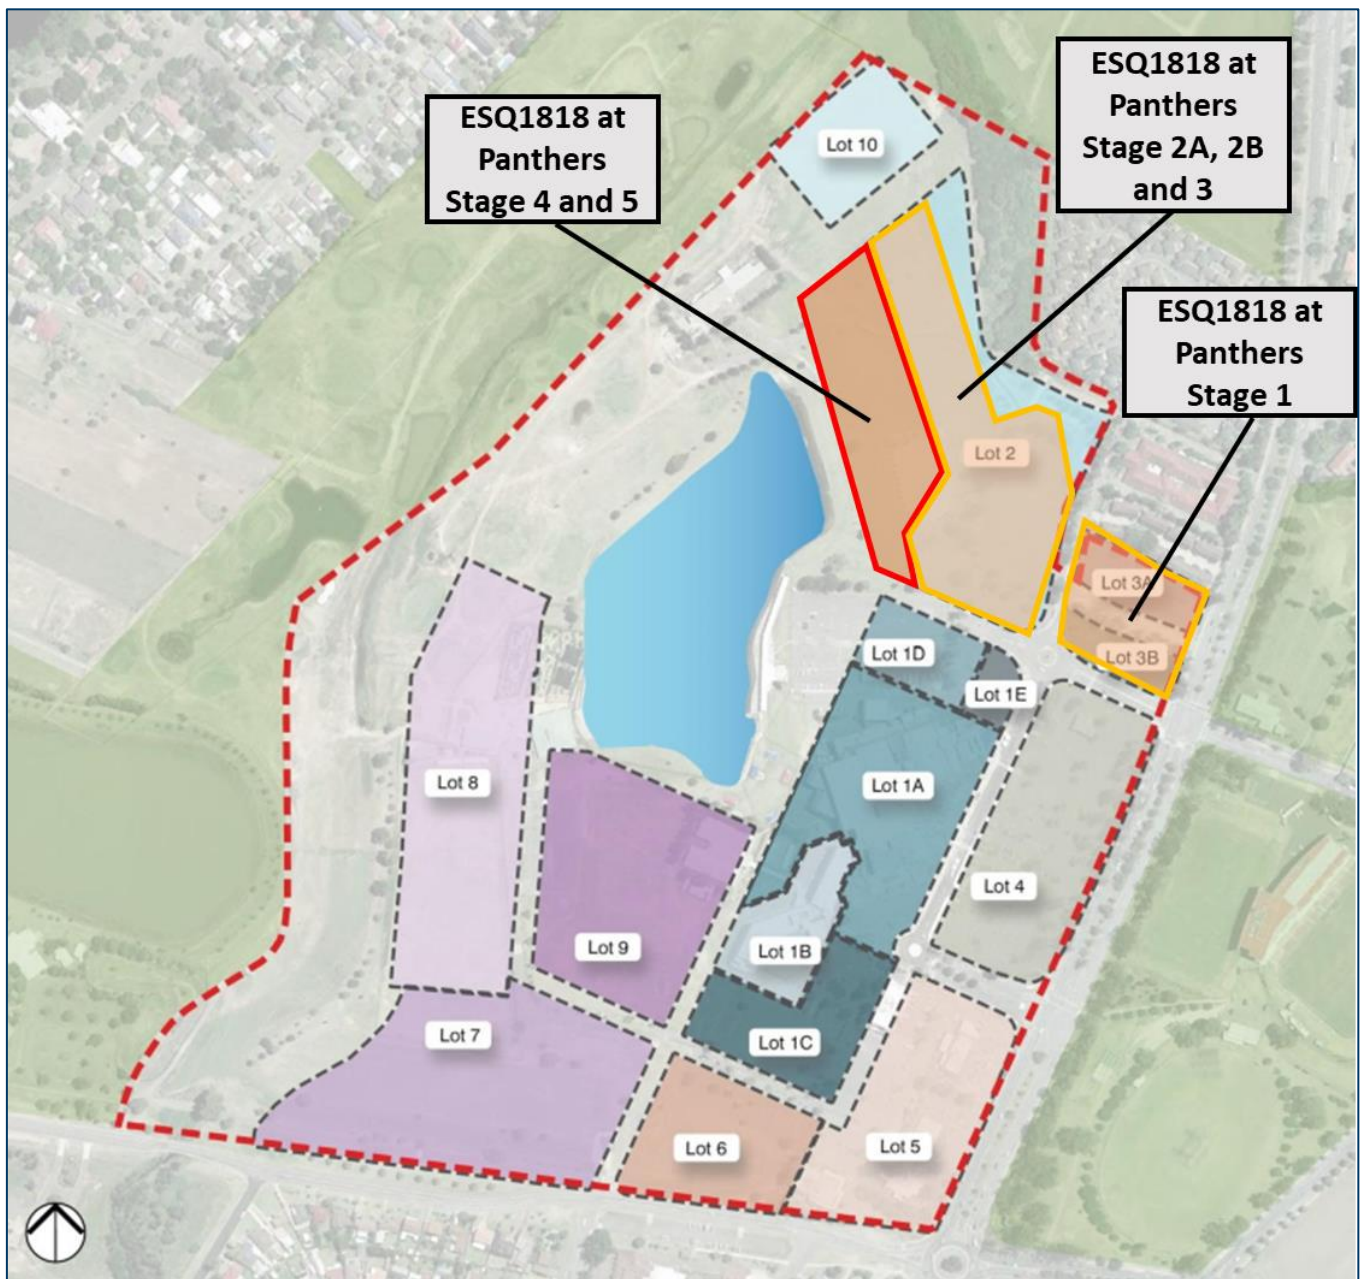 ESQ1818 at
Panthers
Stage 2A, 2B
and 3
ESQ1818 at
Panthers
Stage 4 and 5
Lot 10
ESQ1818 at
Panthers
Stage 1
Lot 2
Lot 3A
Lot 3B
Lot 1D
Lot 1E
Lot 8
Lot 1A
Lot 4
Lot 9
Lot 1B
Lot 7
Lot 1C
Lot 6
Lot 5